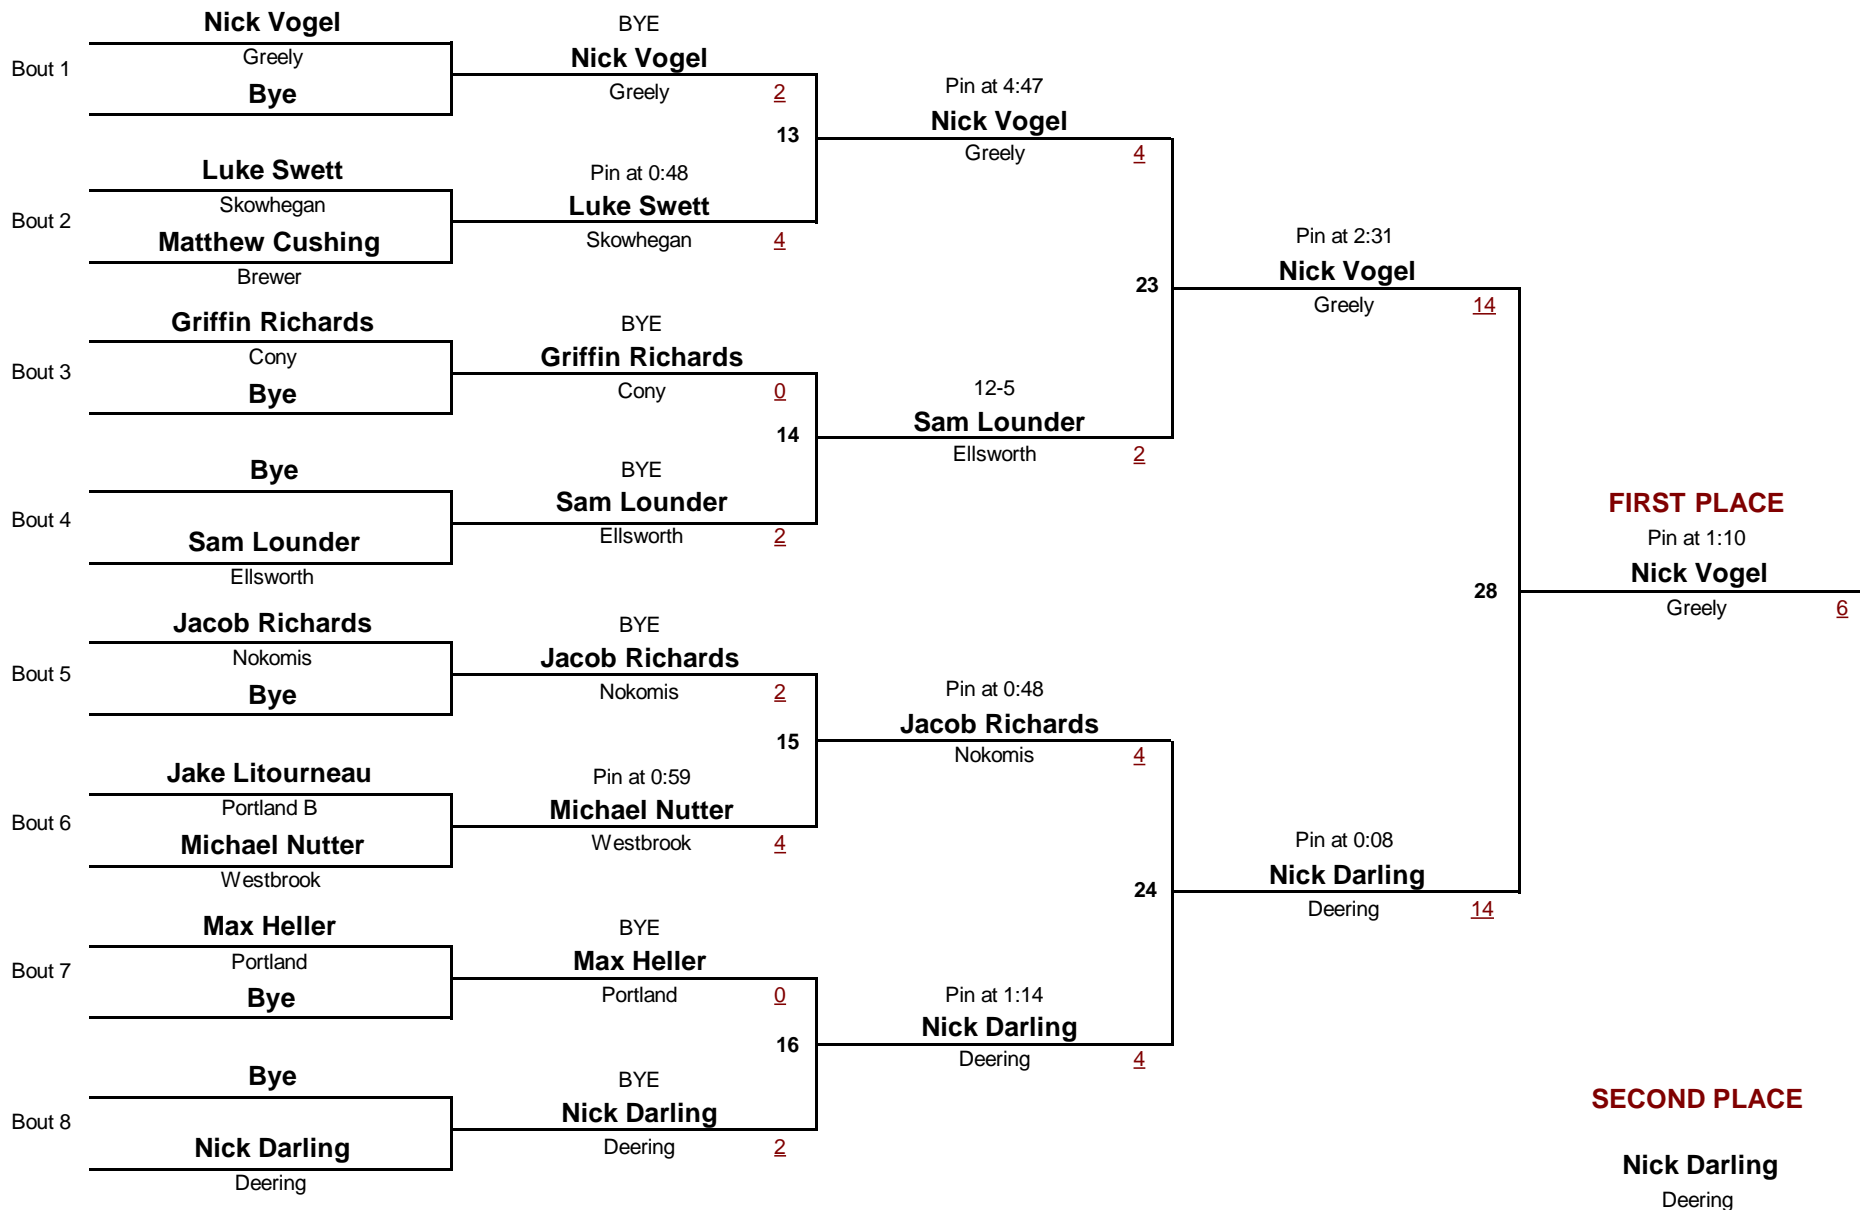 Nick Vogel
Bout 1
Greely
Bye
Luke Swett
Bout 2
Skowhegan
Matthew Cushing
Brewer
Griffin Richards
Bout 3
Cony
Bye
Bye
Bout 4
Sam Lounder
Ellsworth
Jacob Richards
Bout 5
Nokomis
Bye
Jake Litourneau
Bout 6
Portland B
Michael Nutter
Westbrook
Max Heller
Bout 7
Portland
Bye
Bye
Bout 8
Nick Darling
Deering
BYE
Nick Vogel
Greely 2
13
Pin at 0:48
Luke Swett
Skowhegan 4
BYE
Griffin Richards
Cony 0
14
BYE
Sam Lounder
Ellsworth 2
BYE
Jacob Richards
Nokomis 2
15
Pin at 0:59
Michael Nutter
Westbrook 4
BYE
Max Heller
Portland 0
16
BYE
Nick Darling
Deering 2
Pin at 4:47
Nick Vogel
Greely 4
23
12-5
Sam Lounder
Ellsworth 2
Pin at 0:48
Jacob Richards
Nokomis 4
24
Pin at 1:14
Nick Darling
Deering 4
Pin at 2:31
Nick Vogel
Greely 14
28
Pin at 0:08
Nick Darling
Deering 14
FIRST PLACE
Pin at 1:10
Nick Vogel
Greely 6
SECOND PLACE
Nick Darling
Deering